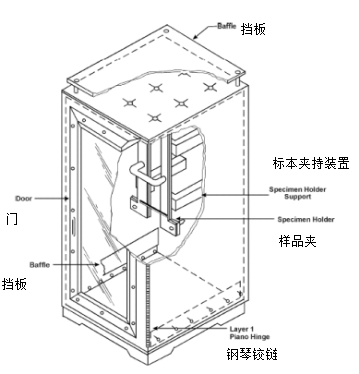 Baffle 挡板
标本夹持装置
Specimen Holder
Support
Door
门
Specimen Holder
样品夹
Baffle
挡板
Layer 1
Piano Hinge
钢琴铰链